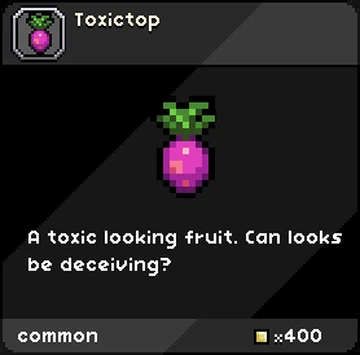 Toxictop
A toxic looking fruit. Can looks
be deceiving?
common
x400